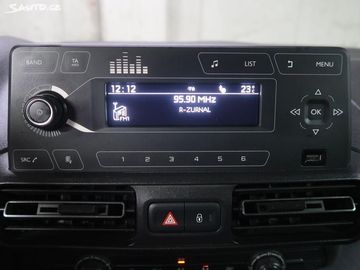 SAUTO.CZ
BAND
TA
LIST
MENU
12:12
23°
95.90 MHz
R-ZURNAL
FM1
OK
SRC
1 2 3 4 5 6